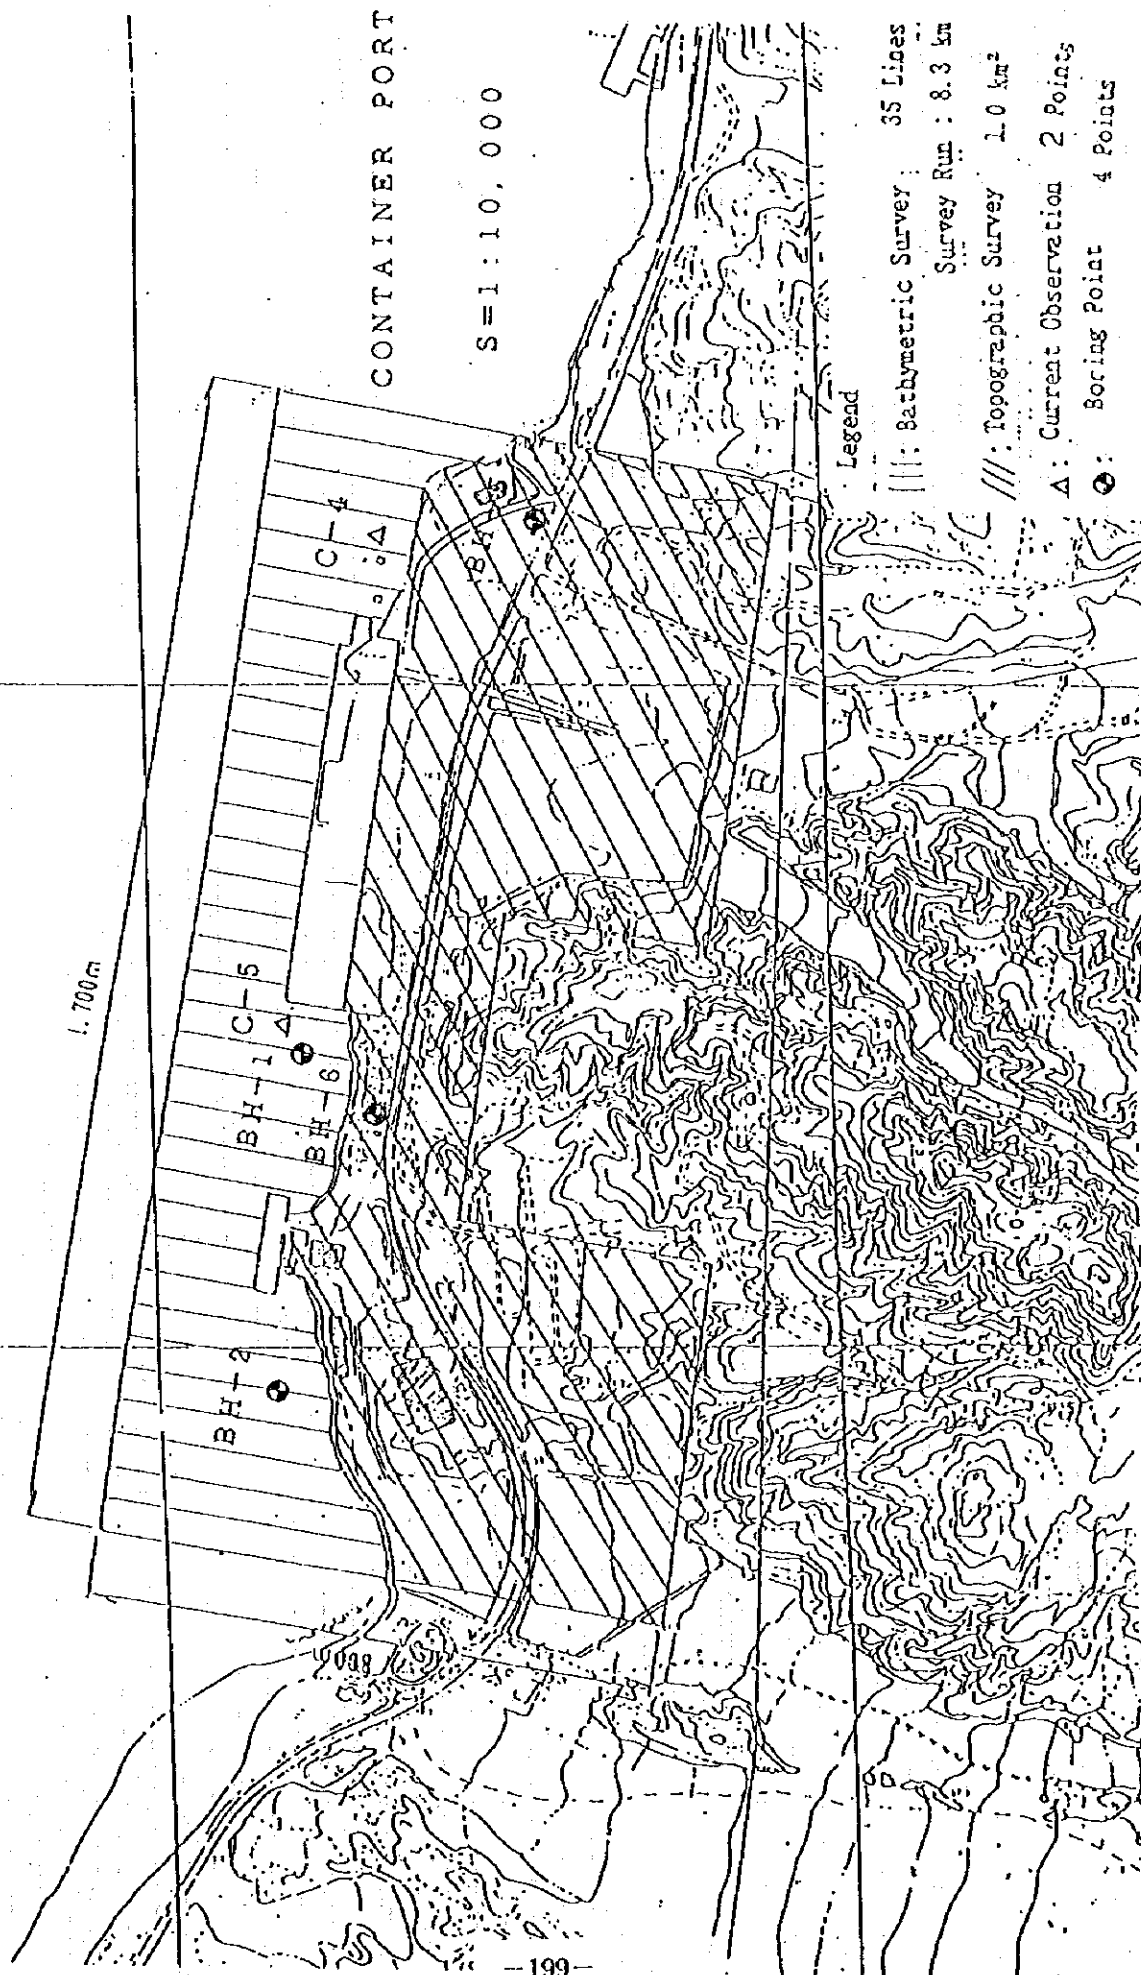 CONTAINER PORT
S=1:10,000
1.700m
C-4
C-5
BH-1
BH-6
BH-2
Legend
|||: Bathymetric Survey: 35 Lines
Survey Run: 8.3 km
///: Topographic Survey 1.0 km²
△: Current Observation 2 Points
: Boring Point 4 Points
-199-